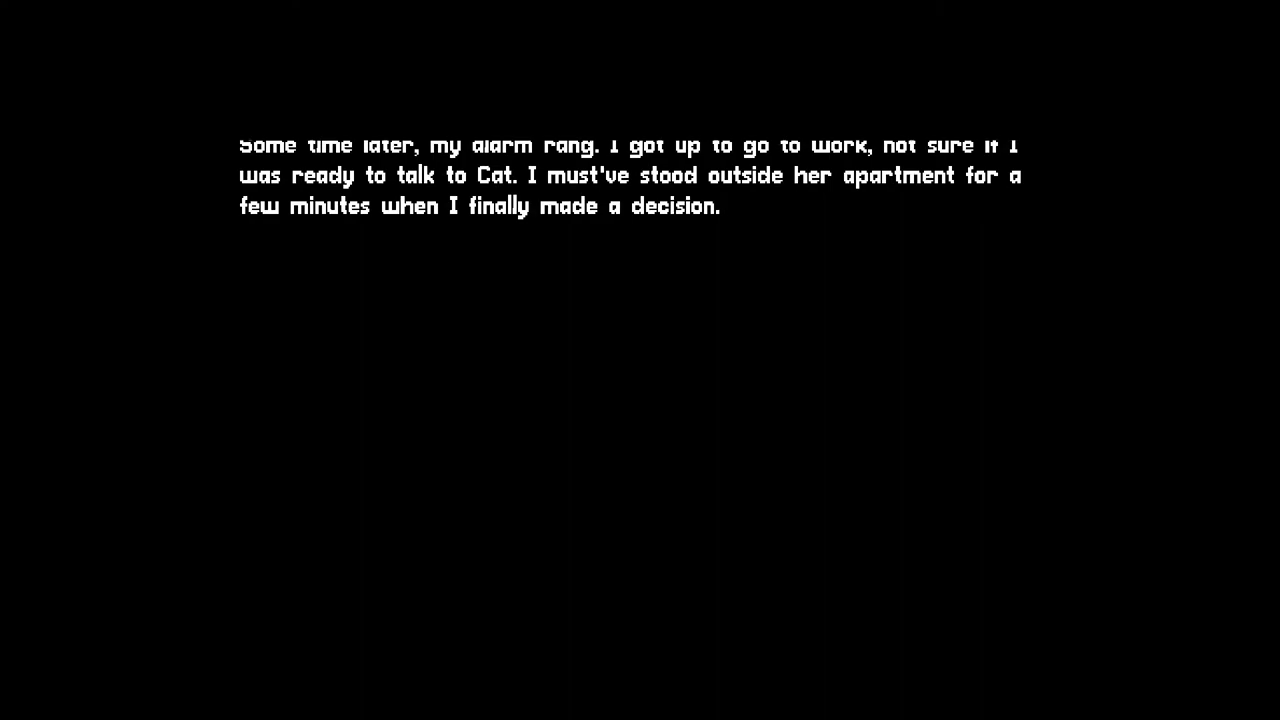 Some time later, my alarm rang. I got up to go to work, not sure if I
was ready to talk to Cat. I must've stood outside her apartment for a
few minutes when I finally made a decision.